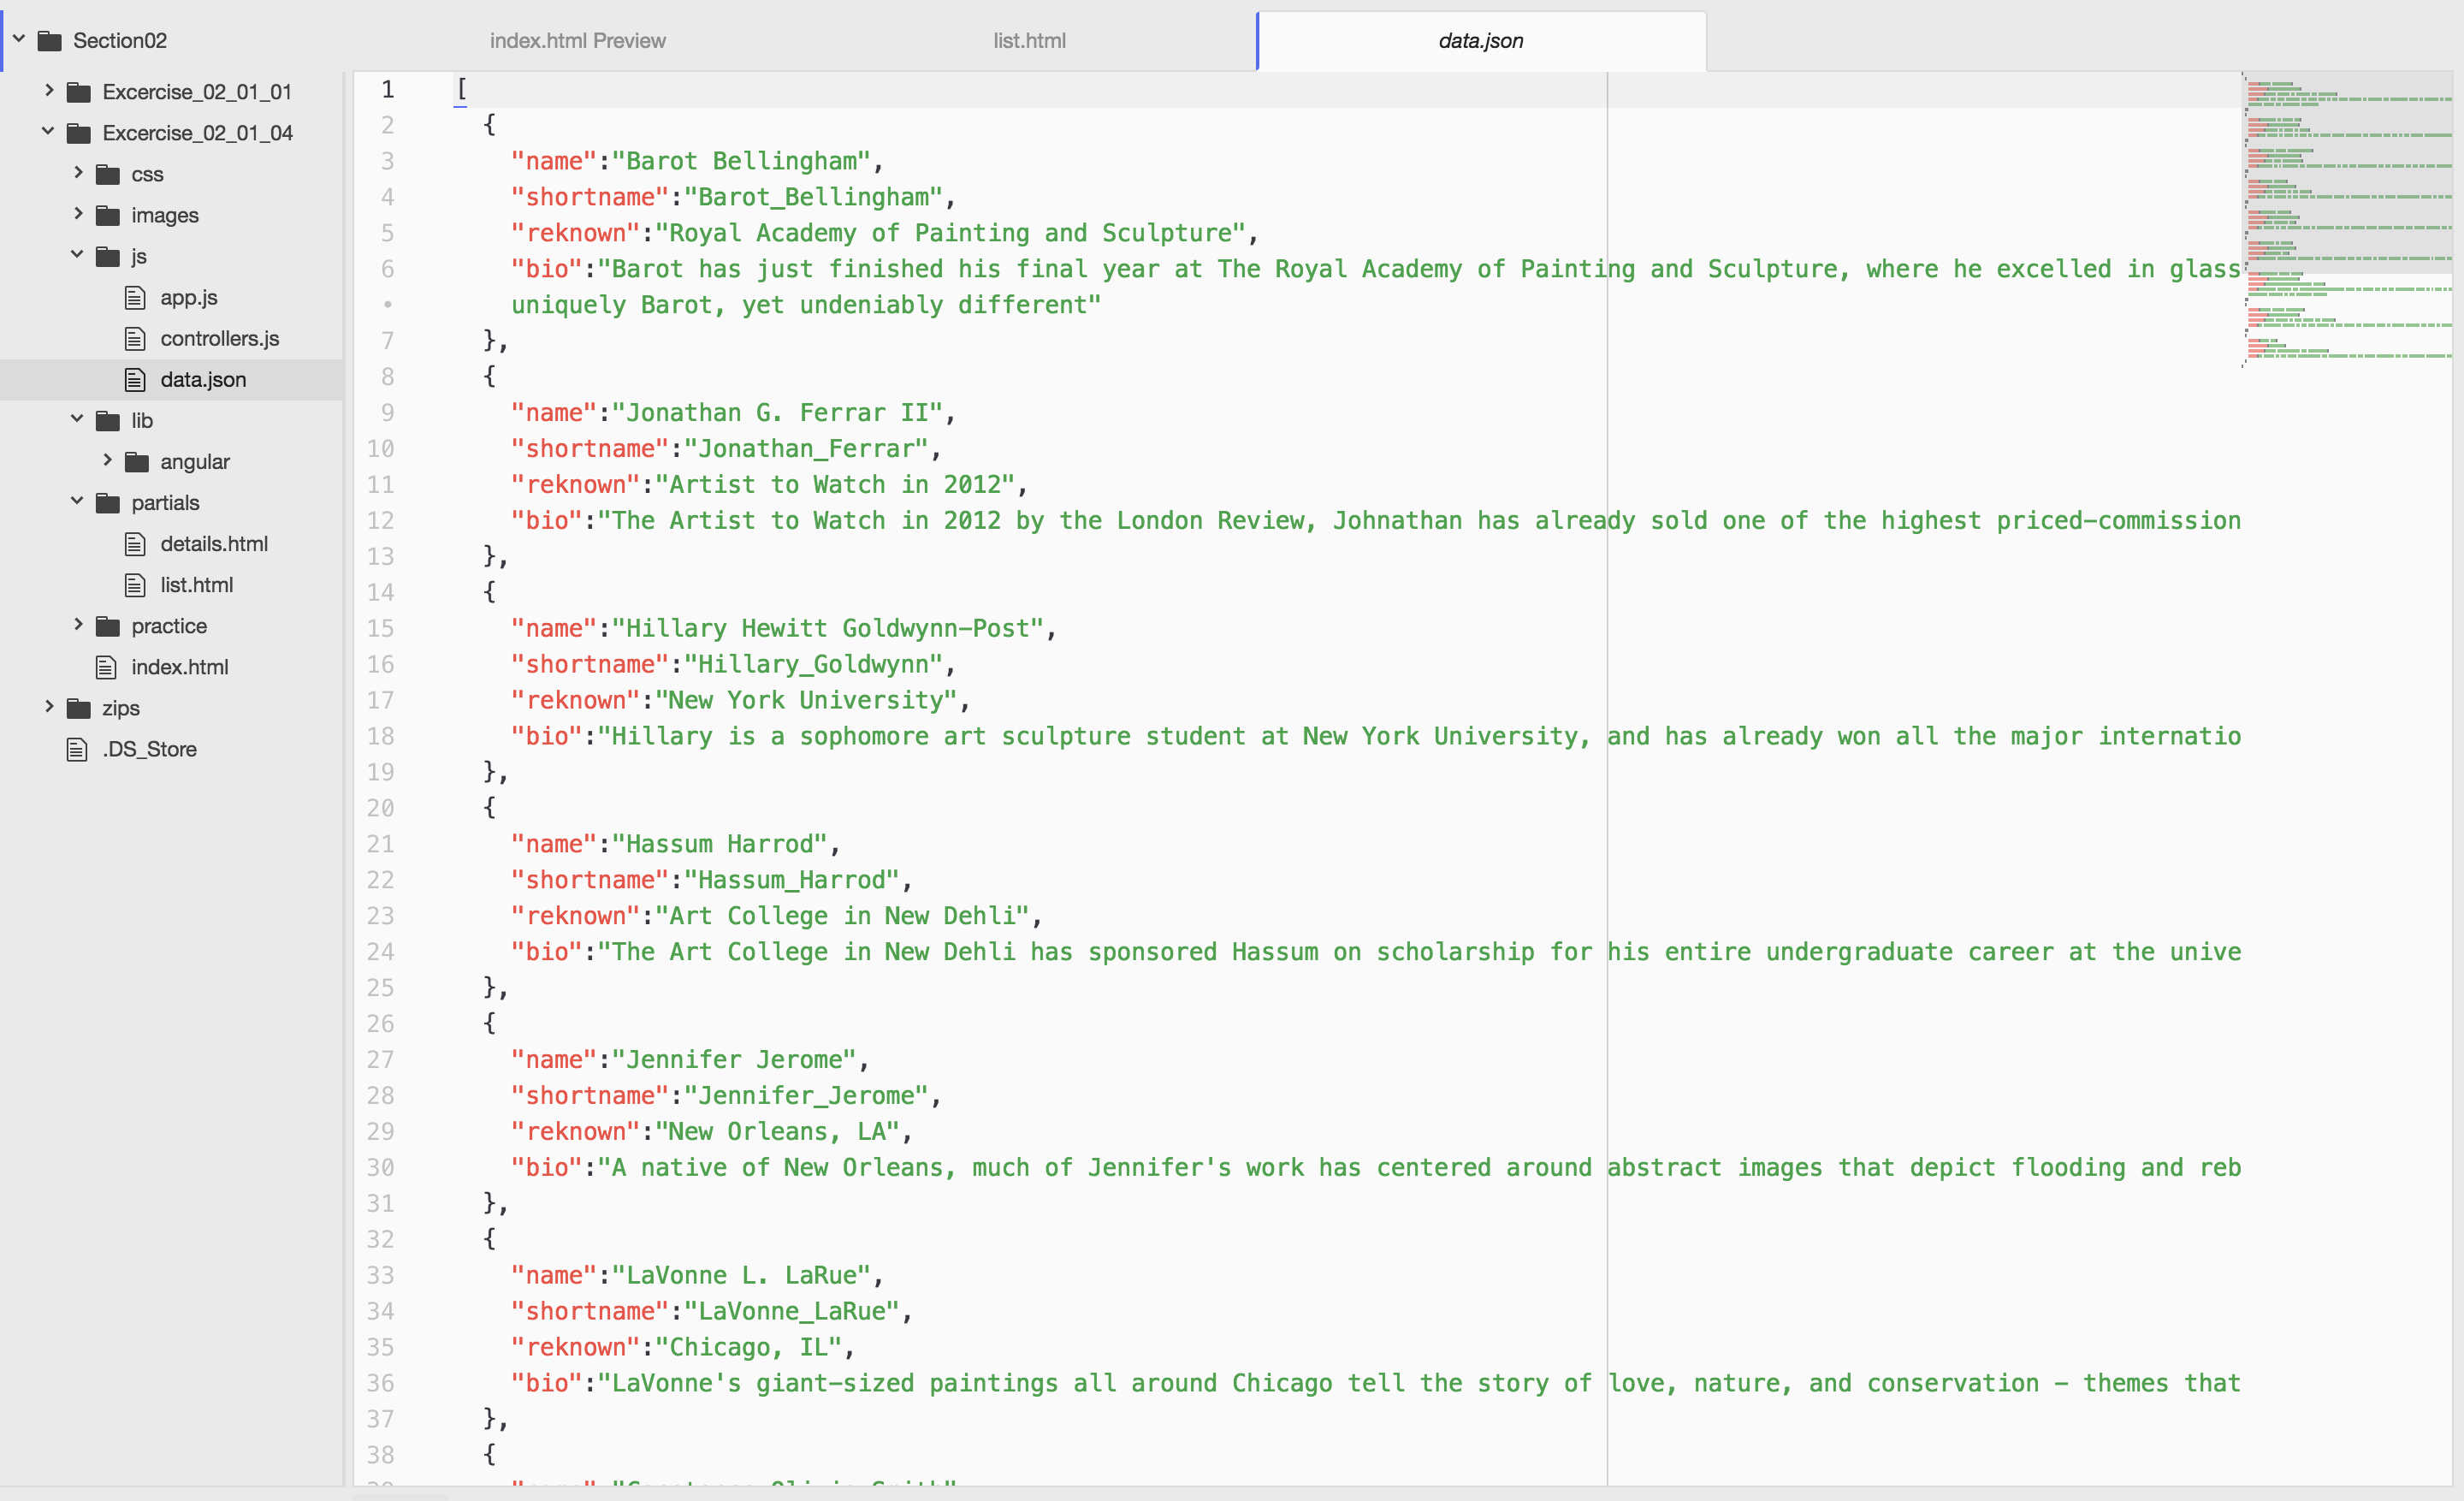 Section02
Excercise_02_01_01
Excercise_02_01_04
css
images
js
app.js
controllers.js
data.json
lib
angular
partials
details.html
list.html
practice
index.html
zips
.DS_Store
index.html Preview
list.html
data.json
1 [
2 {
3 "name":"Barot Bellingham",
4 "shortname":"Barot_Bellingham",
5 "reknown":"Royal Academy of Painting and Sculpture",
6 "bio":"Barot has just finished his final year at The Royal Academy of Painting and Sculpture, where he excelled in glass
• uniquely Barot, yet undeniably different"
7 },
8 {
9 "name":"Jonathan G. Ferrar II",
10 "shortname":"Jonathan_Ferrar",
11 "reknown":"Artist to Watch in 2012",
12 "bio":"The Artist to Watch in 2012 by the London Review, Johnathan has already sold one of the highest priced-commission
13 },
14 {
15 "name":"Hillary Hewitt Goldwynn-Post",
16 "shortname":"Hillary_Goldwynn",
17 "reknown":"New York University",
18 "bio":"Hillary is a sophomore art sculpture student at New York University, and has already won all the major internatio
19 },
20 {
21 "name":"Hassum Harrod",
22 "shortname":"Hassum_Harrod",
23 "reknown":"Art College in New Dehli",
24 "bio":"The Art College in New Dehli has sponsored Hassum on scholarship for his entire undergraduate career at the unive
25 },
26 {
27 "name":"Jennifer Jerome",
28 "shortname":"Jennifer_Jerome",
29 "reknown":"New Orleans, LA",
30 "bio":"A native of New Orleans, much of Jennifer's work has centered around abstract images that depict flooding and reb
31 },
32 {
33 "name":"LaVonne L. LaRue",
34 "shortname":"LaVonne_LaRue",
35 "reknown":"Chicago, IL",
36 "bio":"LaVonne's giant-sized paintings all around Chicago tell the story of love, nature, and conservation – themes that
37 },
38 {